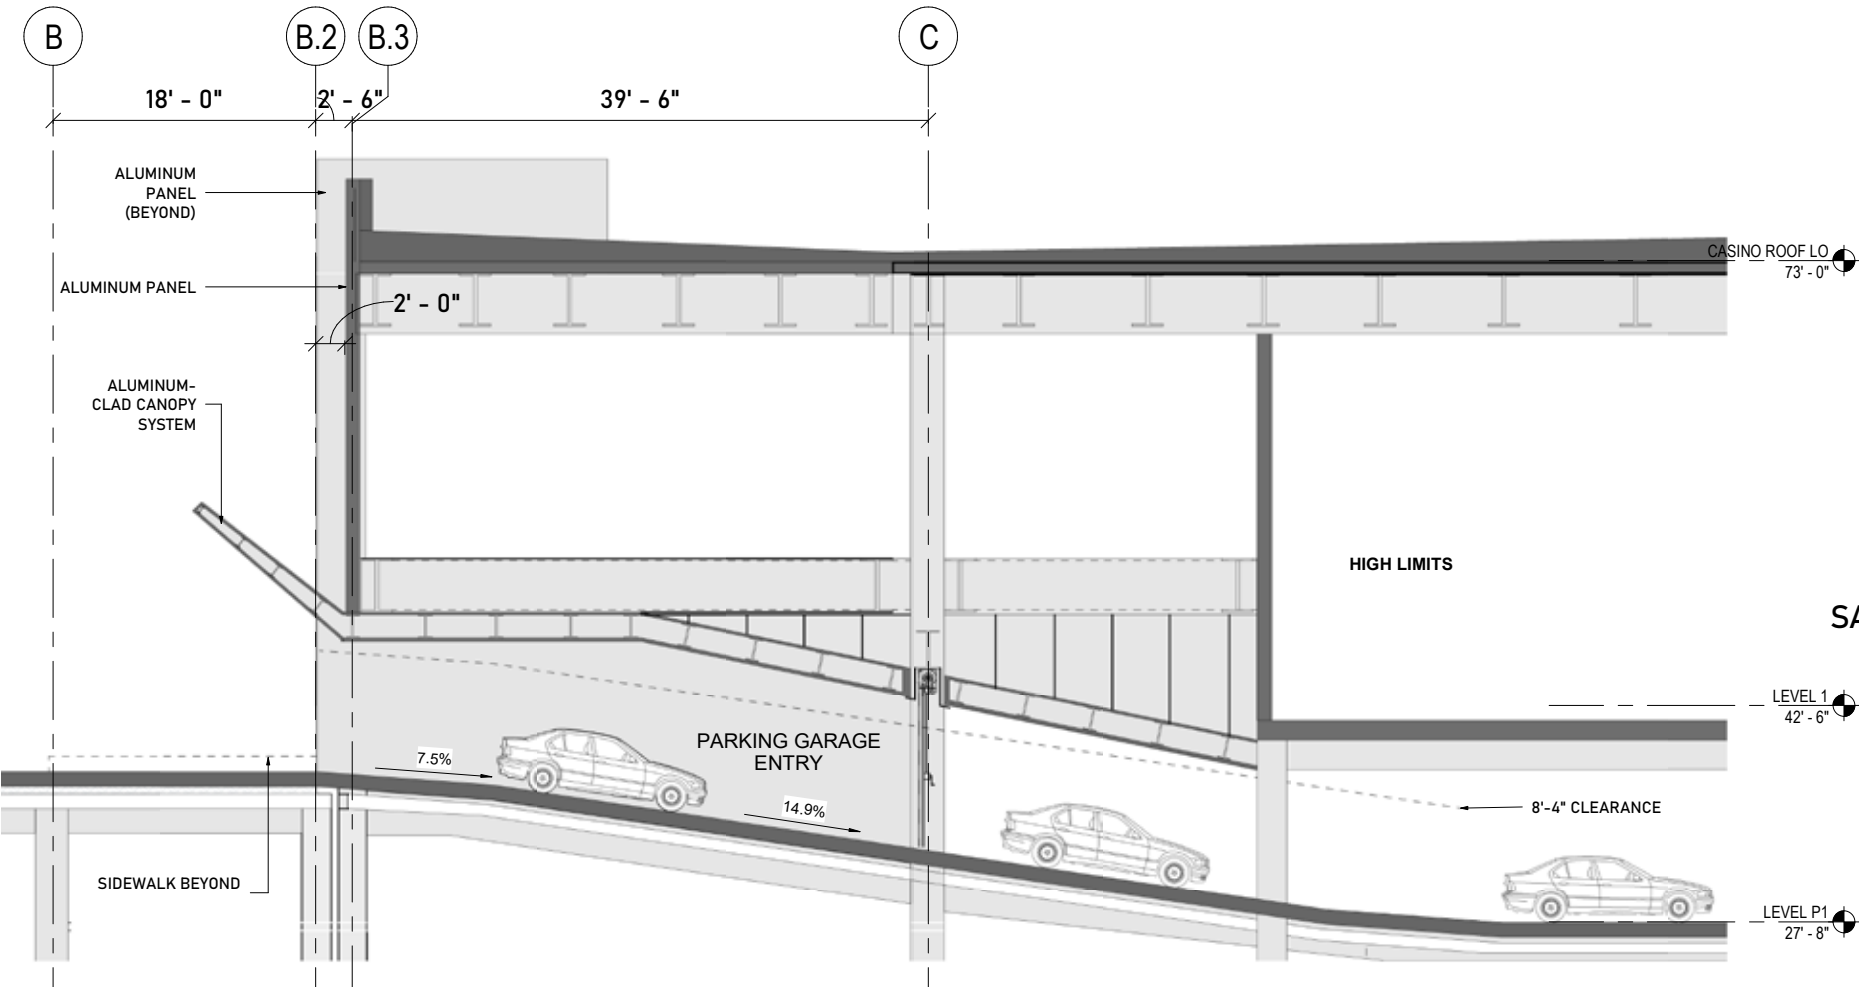 B
B.2
B.3
C
18' - 0"
2' - 6"
39' - 6"
ALUMINUM
PANEL
(BEYOND)
CASINO ROOF LO
73' - 0"
ALUMINUM PANEL
2' - 0"
ALUMINUM-
CLAD CANOPY
SYSTEM
HIGH LIMITS
SA
LEVEL 1
42' - 6"
PARKING GARAGE
ENTRY
7.5%
14.9%
8'-4" CLEARANCE
SIDEWALK BEYOND
LEVEL P1
27' - 8"